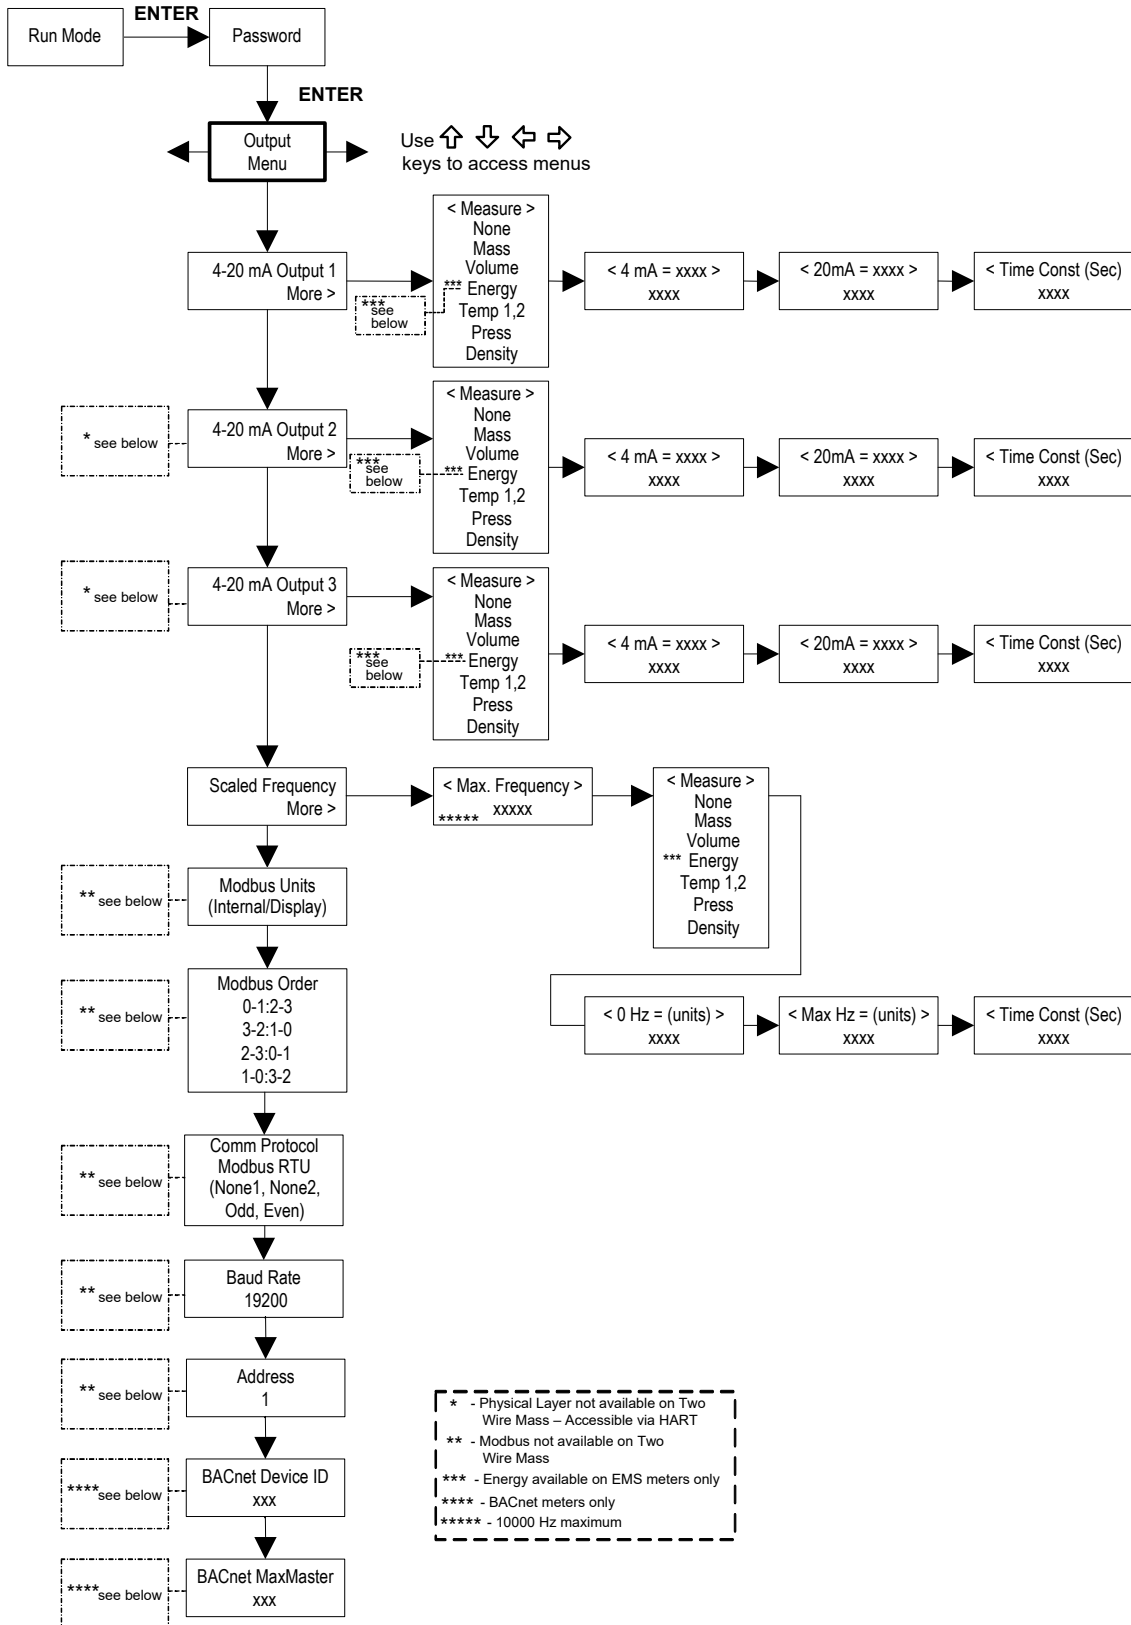 ENTER
Run Mode
Password
ENTER
Output
Menu
Use
keys to access menus
4-20 mA Output 1
More >
*** see
below
< Measure >
None
Mass
Volume
*** Energy
Temp 1,2
Press
Density
< 4 mA = xxxx >
xxxx
< 20mA = xxxx >
xxxx
< Time Const (Sec)
xxxx
* see below
4-20 mA Output 2
More >
*** see
below
< Measure >
None
Mass
Volume
*** Energy
Temp 1,2
Press
Density
< 4 mA = xxxx >
xxxx
< 20mA = xxxx >
xxxx
< Time Const (Sec)
xxxx
* see below
4-20 mA Output 3
More >
*** see
below
< Measure >
None
Mass
Volume
*** Energy
Temp 1,2
Press
Density
< 4 mA = xxxx >
xxxx
< 20mA = xxxx >
xxxx
< Time Const (Sec)
xxxx
Scaled Frequency
More >
< Max. Frequency >
***** xxxxx
< Measure >
None
Mass
Volume
*** Energy
Temp 1,2
Press
Density
< 0 Hz = (units) >
xxxx
< Max Hz = (units) >
xxxx
< Time Const (Sec)
xxxx
** see below
Modbus Units
(Internal/Display)
** see below
Modbus Order
0-1:2-3
3-2:1-0
2-3:0-1
1-0:3-2
** see below
Comm Protocol
Modbus RTU
(None1, None2,
Odd, Even)
** see below
Baud Rate
19200
** see below
Address
1
**** see below
BACnet Device ID
xxx
**** see below
BACnet MaxMaster
xxx
* - Physical Layer not available on Two
Wire Mass – Accessible via HART
** - Modbus not available on Two
Wire Mass
*** - Energy available on EMS meters only
**** - BACnet meters only
***** - 10000 Hz maximum